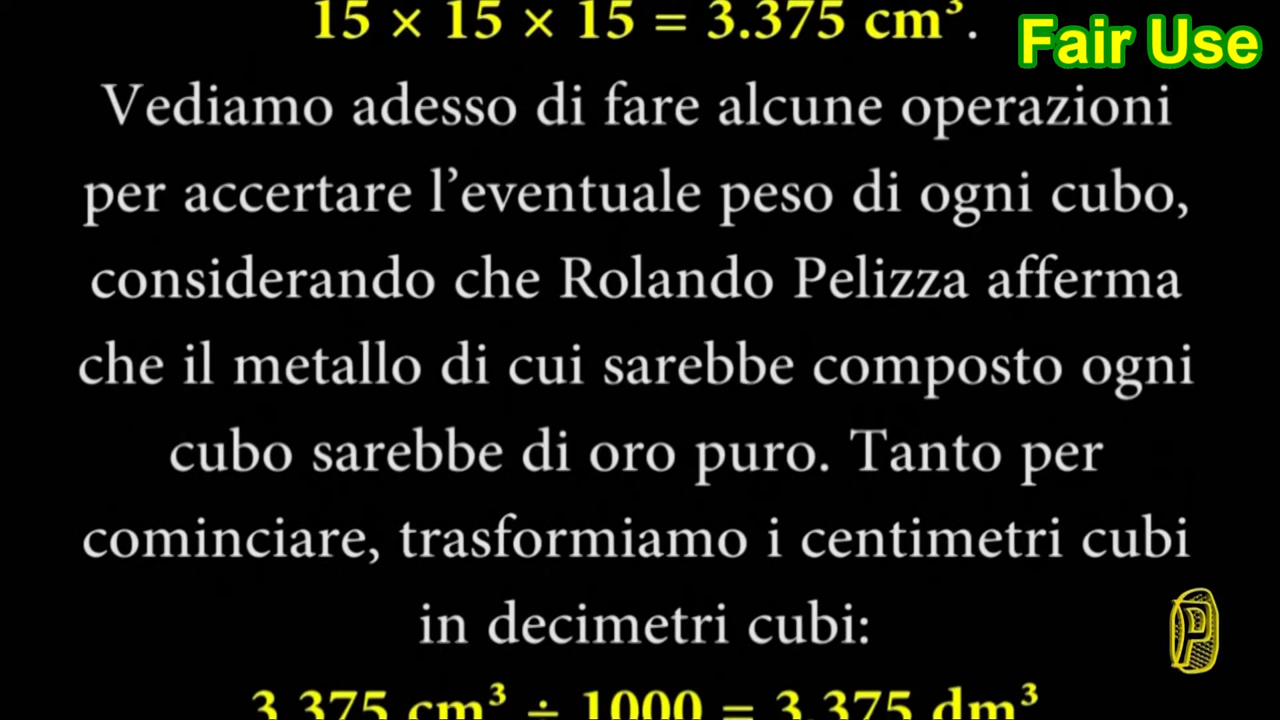 15 × 15 × 15 = 3.375 cm³.
Fair Use
Vediamo adesso di fare alcune operazioni
per accertare l’eventuale peso di ogni cubo,
considerando che Rolando Pelizza afferma
che il metallo di cui sarebbe composto ogni
cubo sarebbe di oro puro. Tanto per
cominciare, trasformiamo i centimetri cubi
in decimetri cubi:
P
3.375 cm³ ÷ 1000 = 3,375 dm³